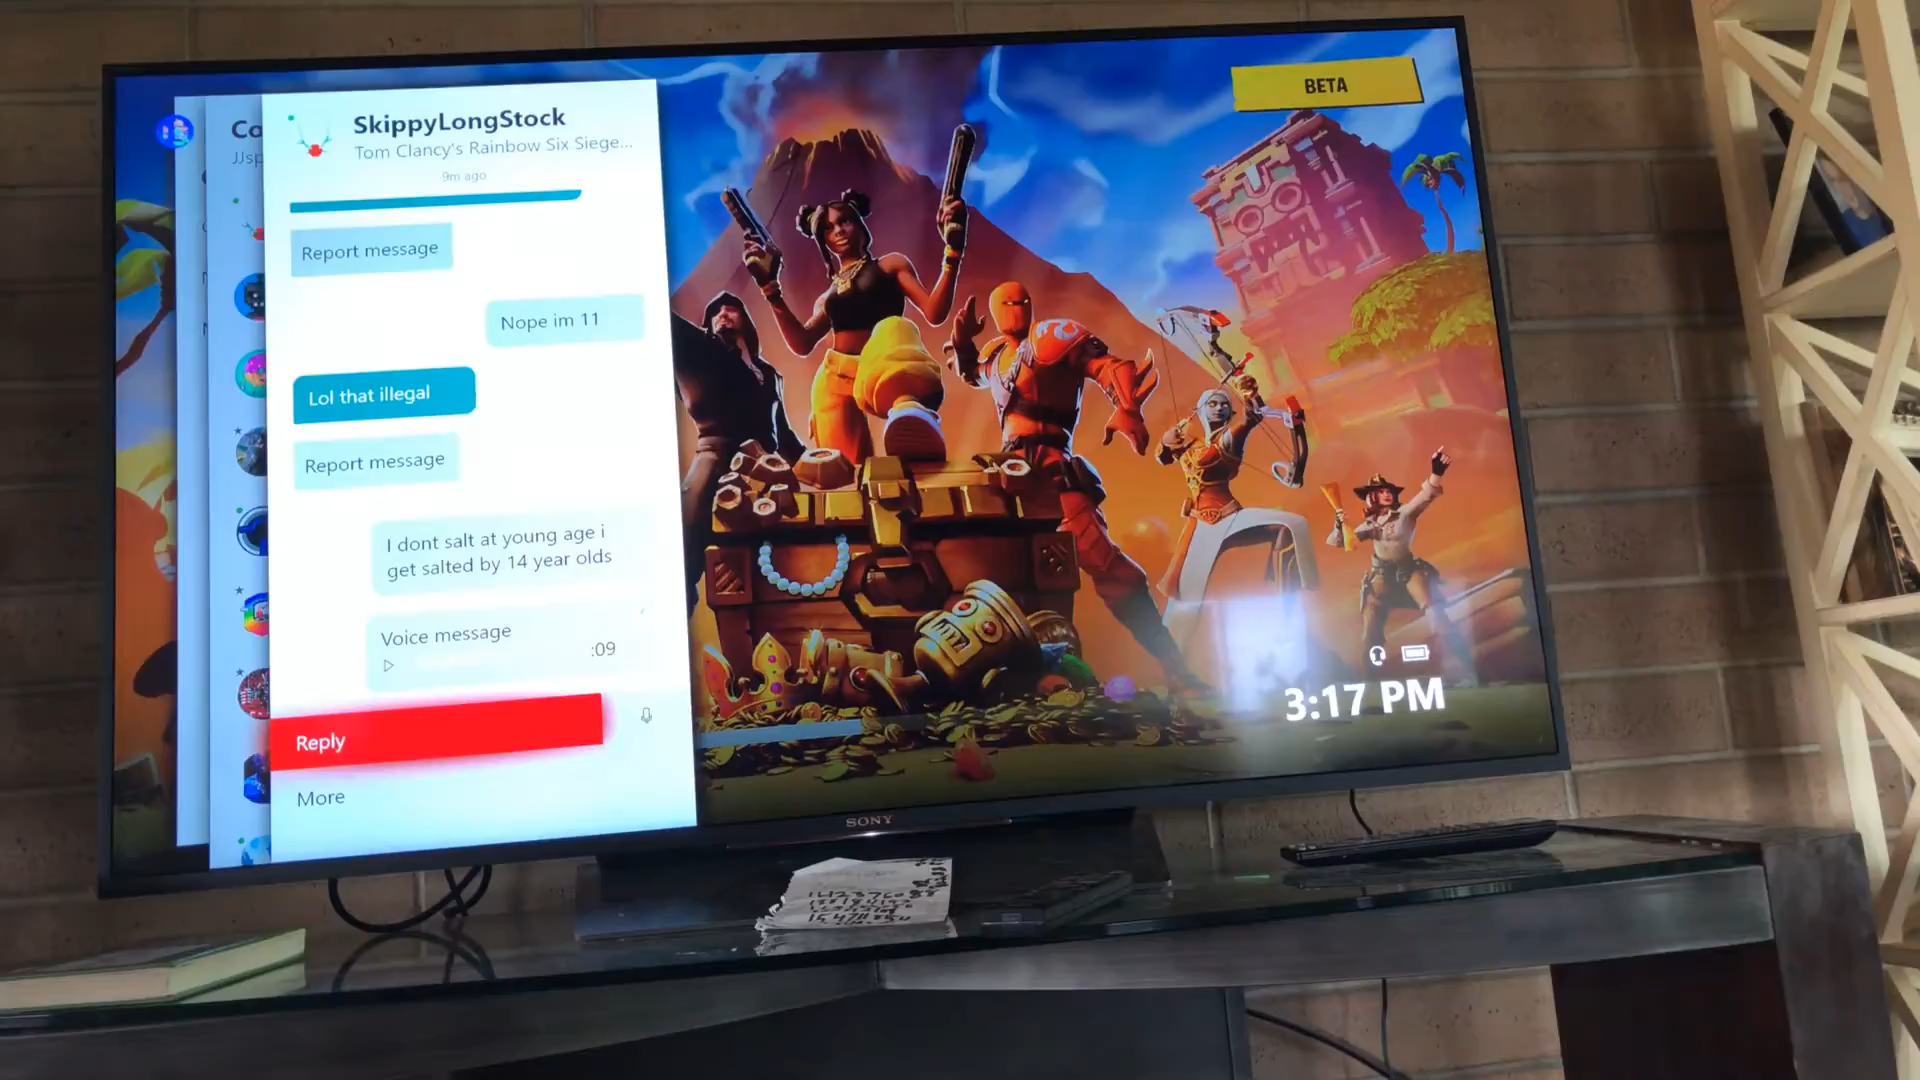 Co
JJsp
SkippyLongStock
Tom Clancy's Rainbow Six Siege...
9m ago
Report message
Nope im 11
Lol that illegal
Report message
I dont salt at young age i
get salted by 14 year olds
Voice message
:09
Reply
More
BETA
3:17 PM
SONY